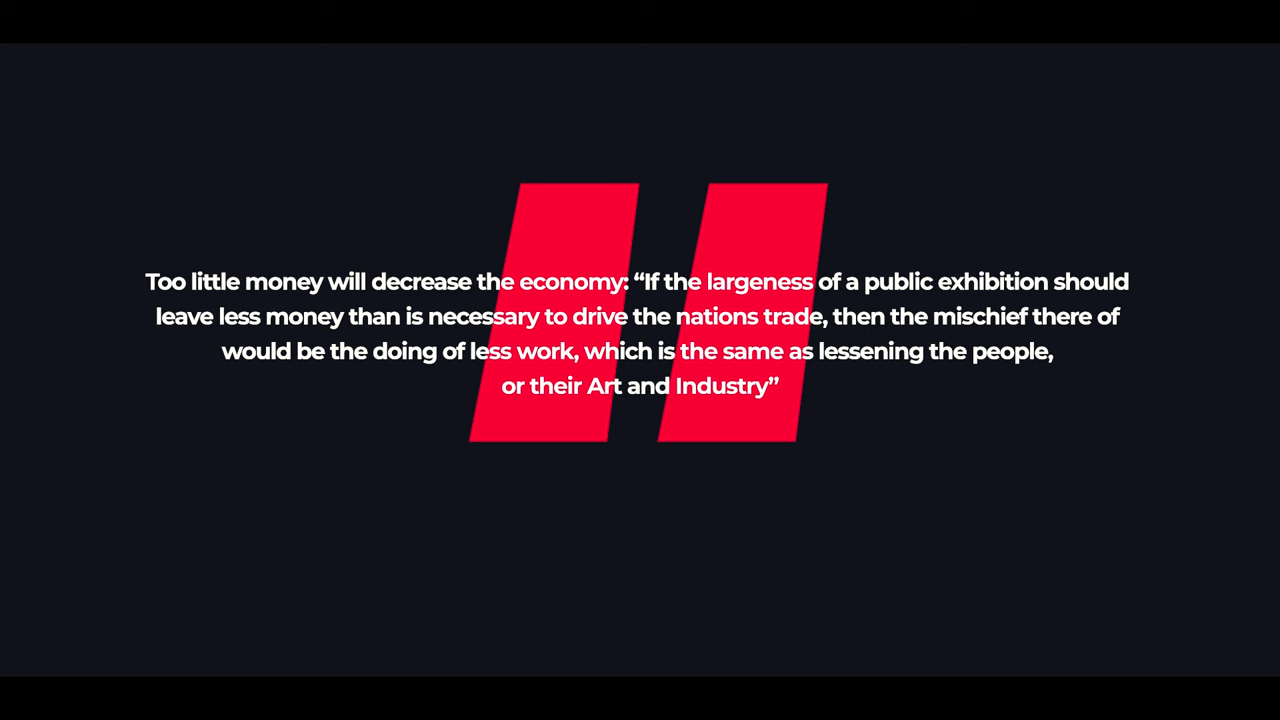 Too little money will decrease the economy: “If the largeness of a public exhibition should
leave less money than is necessary to drive the nations trade, then the mischief there of
would be the doing of less work, which is the same as lessening the people,
or their Art and Industry”